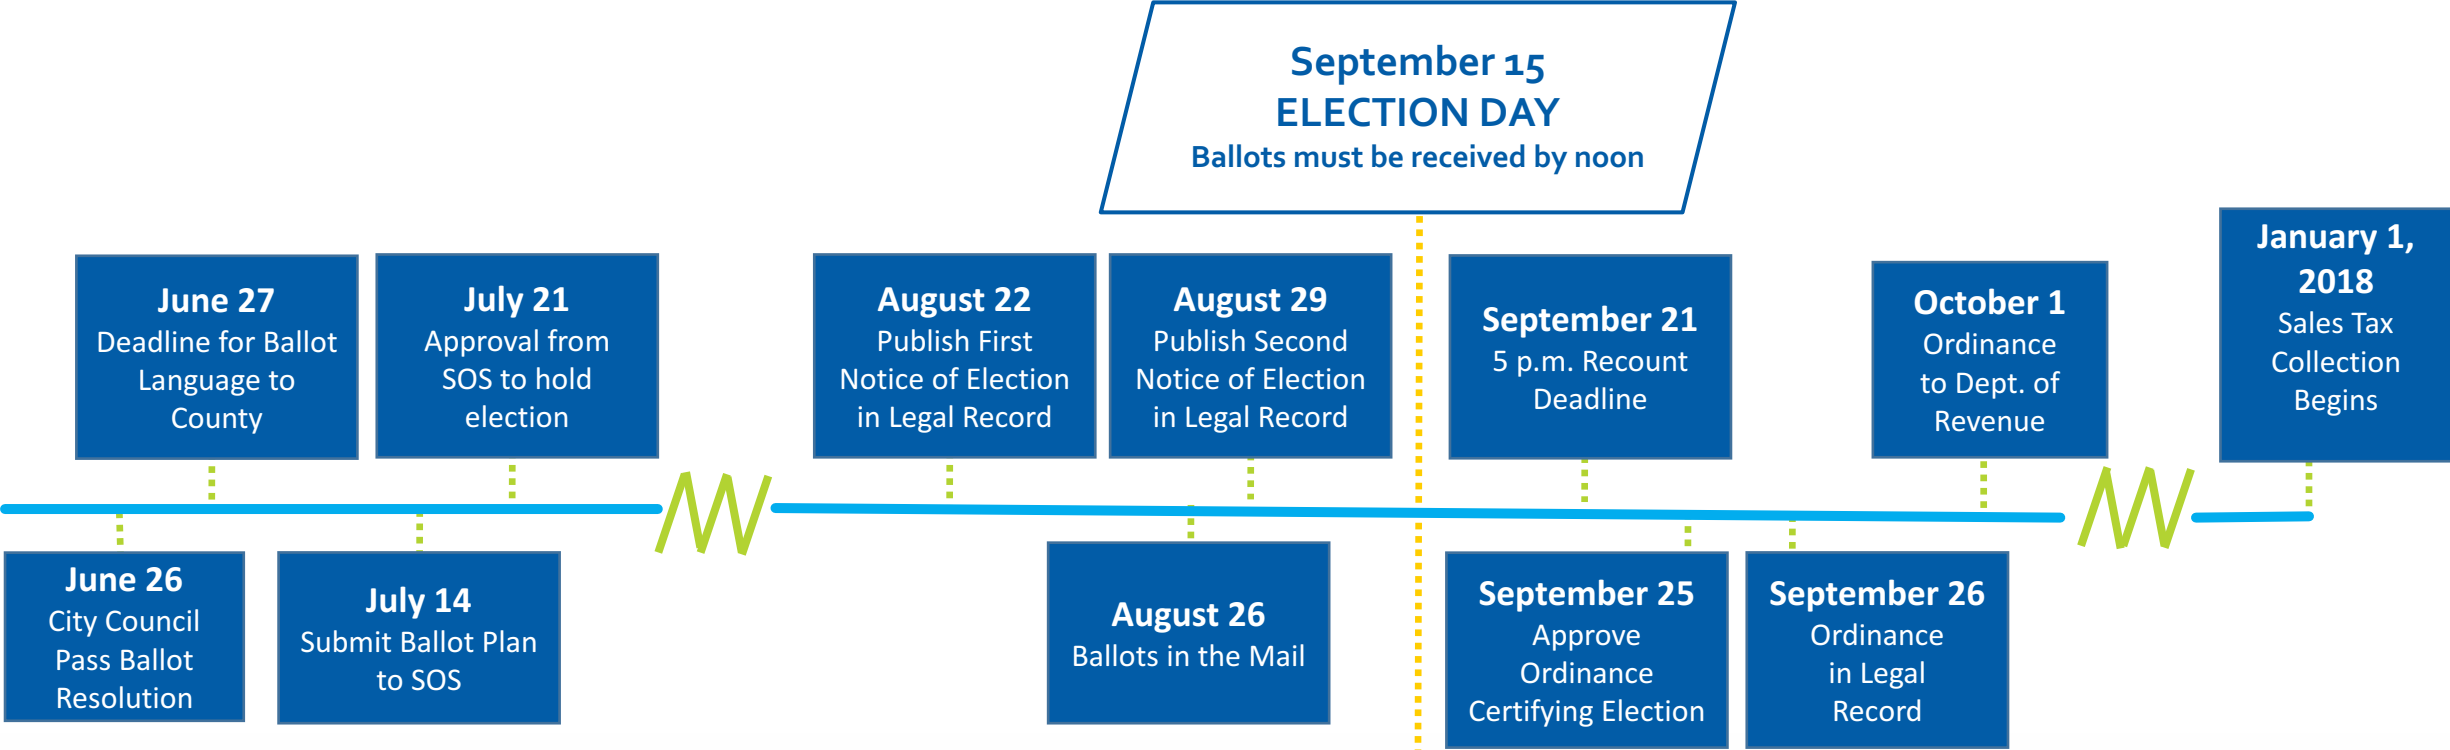 September 15
ELECTION DAY
Ballots must be received by noon
June 27
Deadline for Ballot
Language to
County
July 21
Approval from
SOS to hold
election
August 22
Publish First
Notice of Election
in Legal Record
August 29
Publish Second
Notice of Election
in Legal Record
September 21
5 p.m. Recount
Deadline
October 1
Ordinance
to Dept. of
Revenue
January 1,
2018
Sales Tax
Collection
Begins
June 26
City Council
Pass Ballot
Resolution
July 14
Submit Ballot Plan
to SOS
August 26
Ballots in the Mail
September 25
Approve
Ordinance
Certifying Election
September 26
Ordinance
in Legal
Record